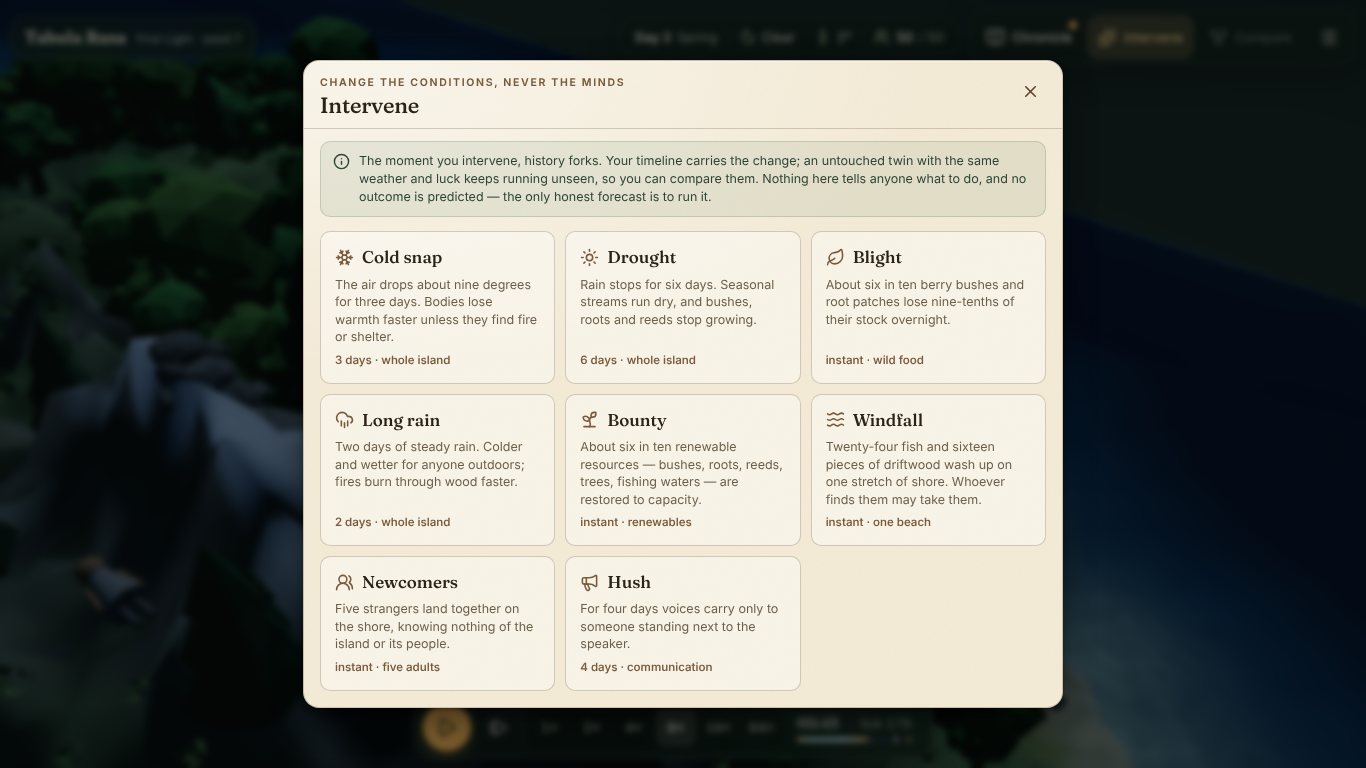 Tabula Rasa
Day 5 Spring
Clear
Chronicle
Intervene
Compare
CHANGE THE CONDITIONS, NEVER THE MINDS
Intervene
The moment you intervene, history forks. Your timeline carries the change; an untouched twin with the same
weather and luck keeps running unseen, so you can compare them. Nothing here tells anyone what to do, and no
outcome is predicted — the only honest forecast is to run it.
Cold snap
The air drops about nine degrees
for three days. Bodies lose
warmth faster unless they find fire
or shelter.
3 days · whole island
Drought
Rain stops for six days. Seasonal
streams run dry, and bushes,
roots and reeds stop growing.
6 days · whole island
Blight
About six in ten berry bushes and
root patches lose nine-tenths of
their stock overnight.
instant · wild food
Long rain
Two days of steady rain. Colder
and wetter for anyone outdoors;
fires burn through wood faster.
2 days · whole island
Bounty
About six in ten renewable
resources — bushes, roots, reeds,
trees, fishing waters — are
restored to capacity.
instant · renewables
Windfall
Twenty-four fish and sixteen
pieces of driftwood wash up on
one stretch of shore. Whoever
finds them may take them.
instant · one beach
Newcomers
Five strangers land together on
the shore, knowing nothing of the
island or its people.
instant · five adults
Hush
For four days voices carry only to
someone standing next to the
speaker.
4 days · communication